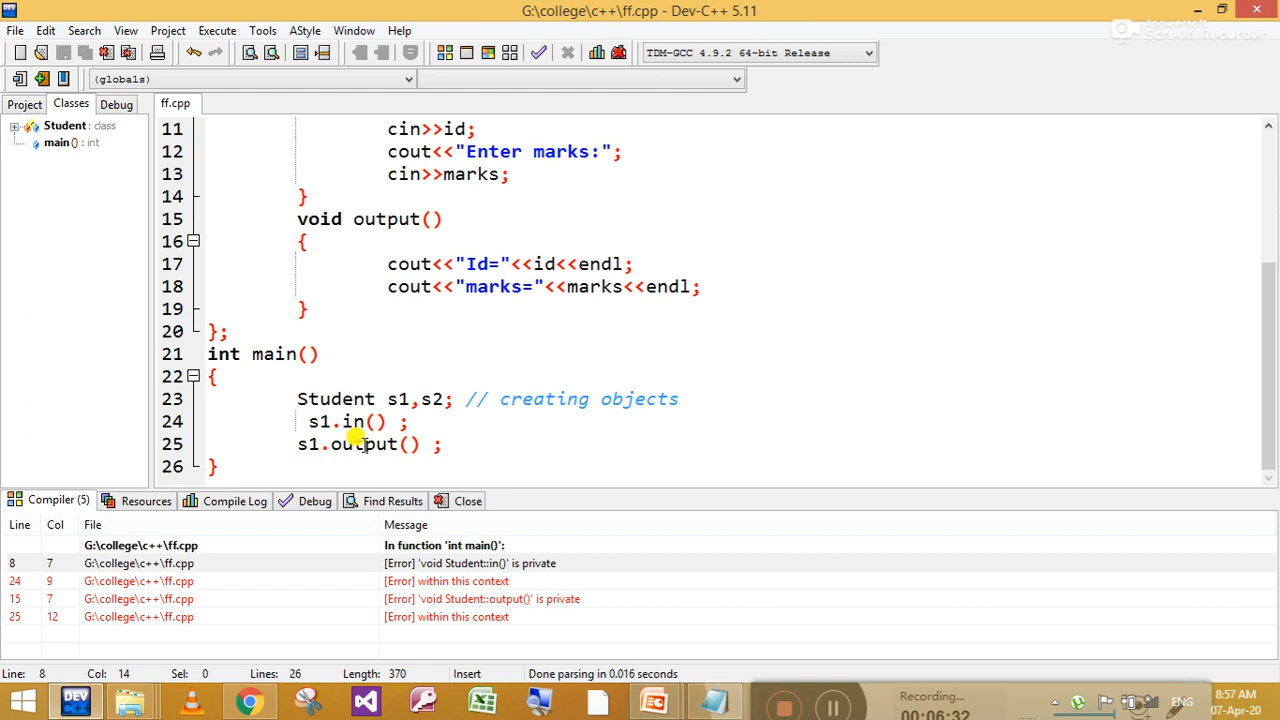 G:\college\c++\ff.cpp - Dev-C++ 5.11
File Edit Search View Project Execute Tools AStyle Window Help
Apowersoft
Screen Recorder
TDM-GCC 4.9.2 64-bit Release
(globals)
Project Classes Debug ff.cpp
Student : class
main() : int
11 cin>>id;
12 cout<<"Enter marks:";
13 cin>>marks;
14 }
15 void output()
16 {
17 cout<<"Id="<<id<<endl;
18 cout<<"marks="<<marks<<endl;
19 }
20 };
21 int main()
22 {
23 Student s1,s2; // creating objects
24 s1.in() ;
25 s1.output() ;
26 }
Compiler (5) Resources Compile Log Debug Find Results Close
Line Col File Message
G:\college\c++\ff.cpp In function 'int main()':
8 7 G:\college\c++\ff.cpp [Error] 'void Student::in()' is private
24 9 G:\college\c++\ff.cpp [Error] within this context
15 7 G:\college\c++\ff.cpp [Error] 'void Student::output()' is private
25 12 G:\college\c++\ff.cpp [Error] within this context
Line: 8 Col: 14 Sel: 0 Lines: 26 Length: 370 Insert Done parsing in 0.016 seconds
DEV
Recording...
00:06:32
ENG
8:57 AM
07-Apr-20